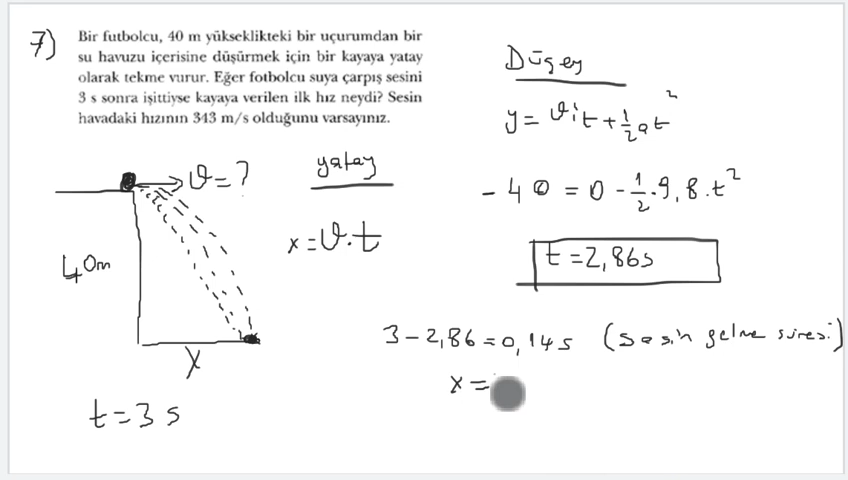 7)
Bir futbolcu, 40 m yükseklikteki bir uçurumdan bir
su havuzu içerisine düşürmek için bir kayaya yatay
olarak tekme vurur. Eğer fotbolcu suya çarpış sesini
3 s sonra işittiyse kayaya verilen ilk hız neydi? Sesin
havadaki hızının 343 m/s olduğunu varsayınız.
ϑ=?
40m
X
t=3 s
yatay
x=ϑ.t
Düşey
y=ϑit+½at²
-40=0-½.9,8.t²
t=2,86s
3-2,86=0,14s (sesin gelme süresi)
x=